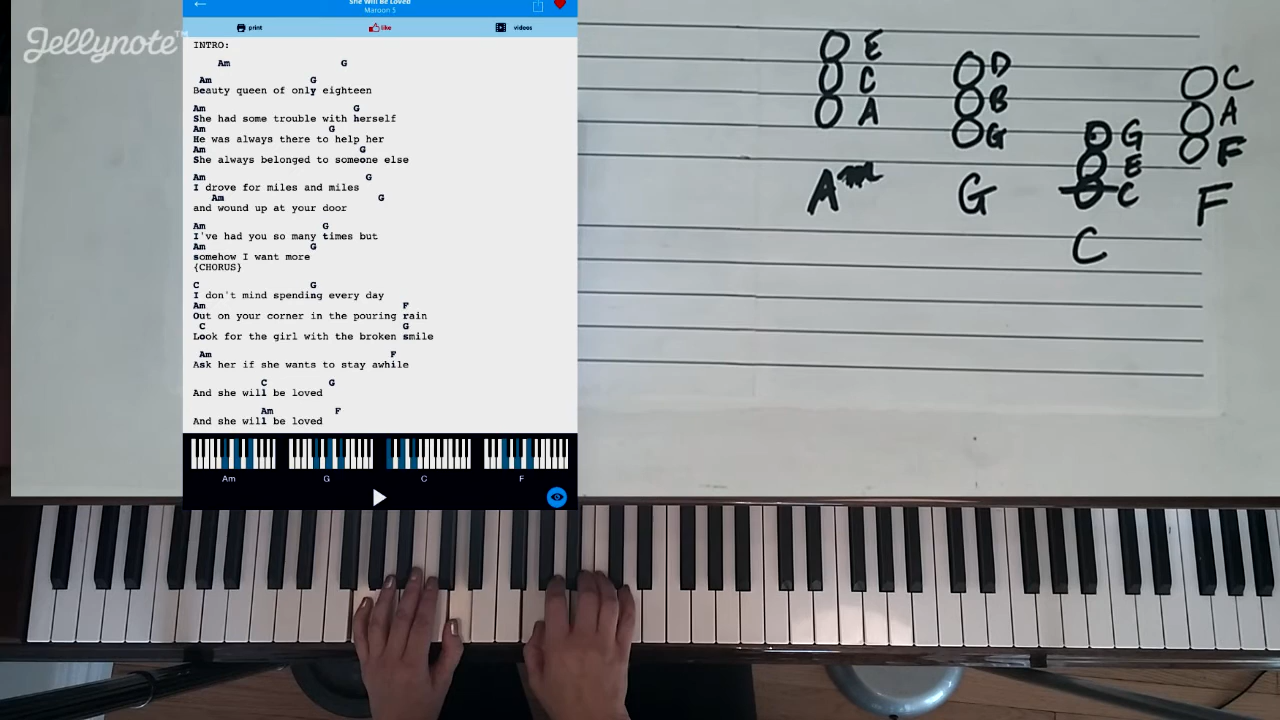 Jellynote™
She Will Be Loved
Maroon 5
print like videos
INTRO:
Am G
Am G
Beauty queen of only eighteen
Am G
She had some trouble with herself
Am G
He was always there to help her
Am G
She always belonged to someone else
Am G
I drove for miles and miles
Am G
and wound up at your door
Am G
I've had you so many times but
Am G
somehow I want more
{CHORUS}
C G
I don't mind spending every day
Am F
Out on your corner in the pouring rain
C G
Look for the girl with the broken smile
Am F
Ask her if she wants to stay awhile
C G
And she will be loved
Am F
And she will be loved
Am G C F
E
C
A
Am
D
B
G
G
G
E
C
C
C
A
F
F